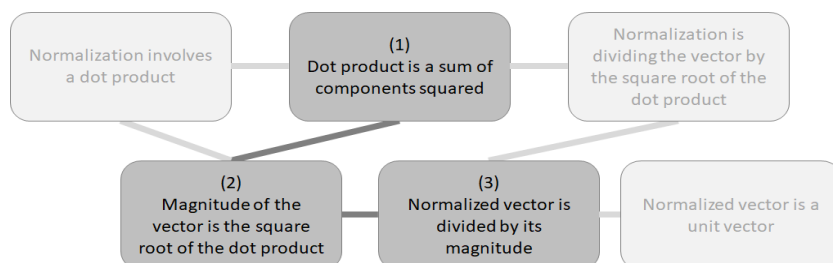 Normalization involves
a dot product
(1)
Dot product is a sum of
components squared
Normalization is
dividing the vector by
the square root of the
dot product
(2)
Magnitude of the
vector is the square
root of the dot product
(3)
Normalized vector is
divided by its
magnitude
Normalized vector is a
unit vector